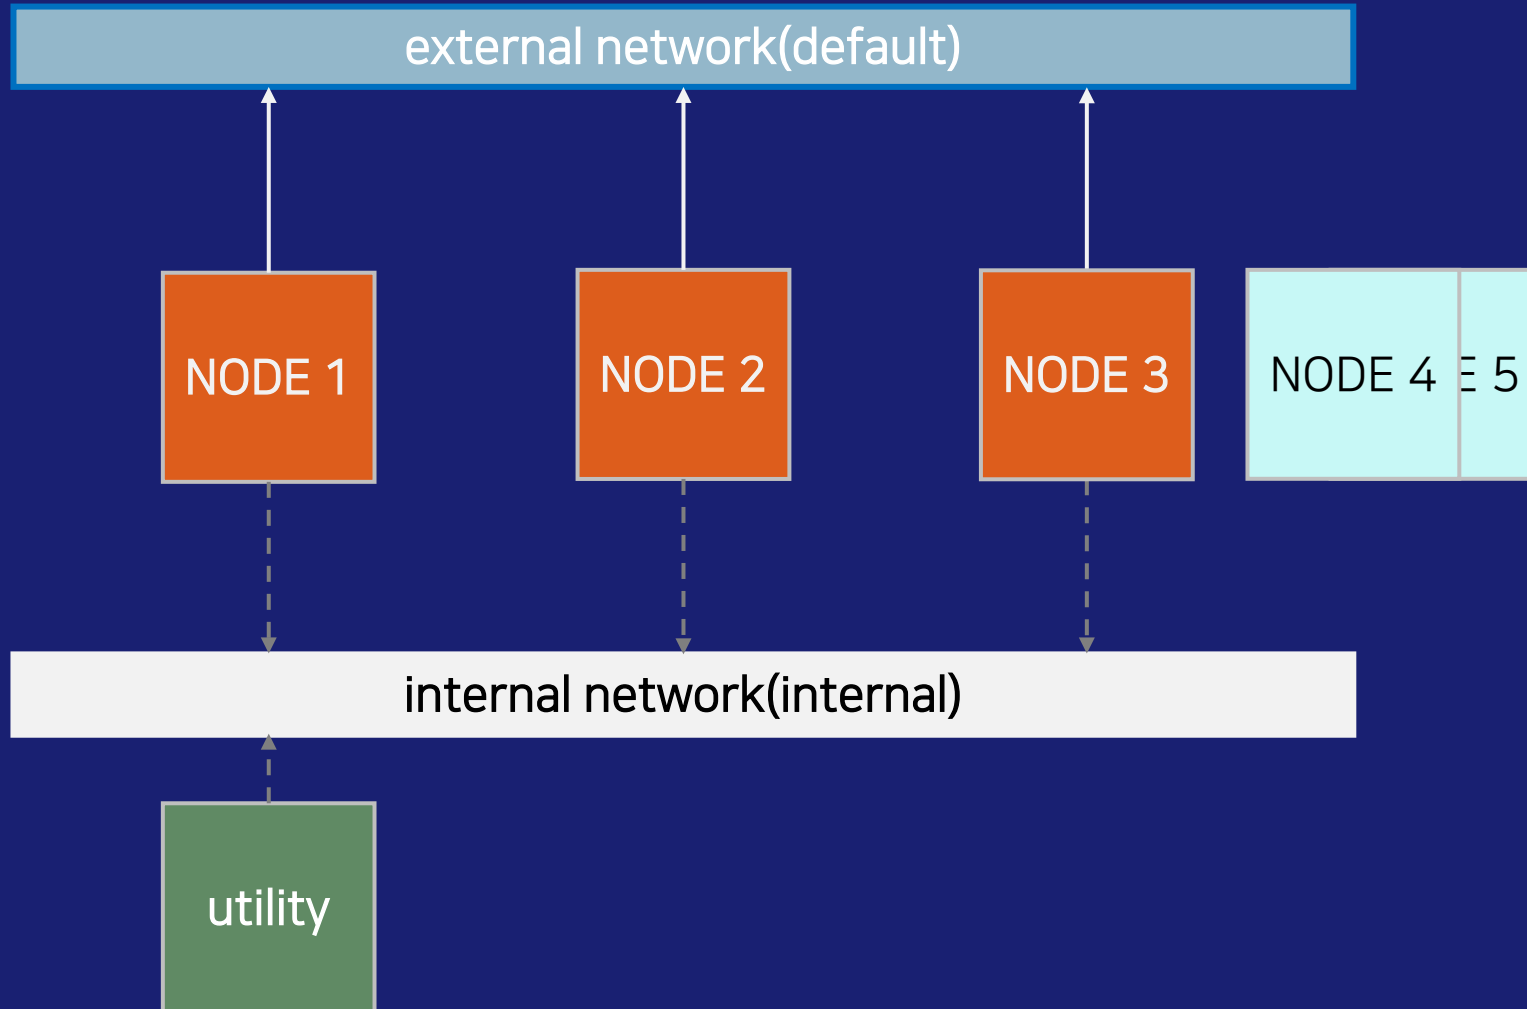 external network(default)
NODE 1
NODE 2
NODE 3
NODE 4
E 5
internal network(internal)
utility